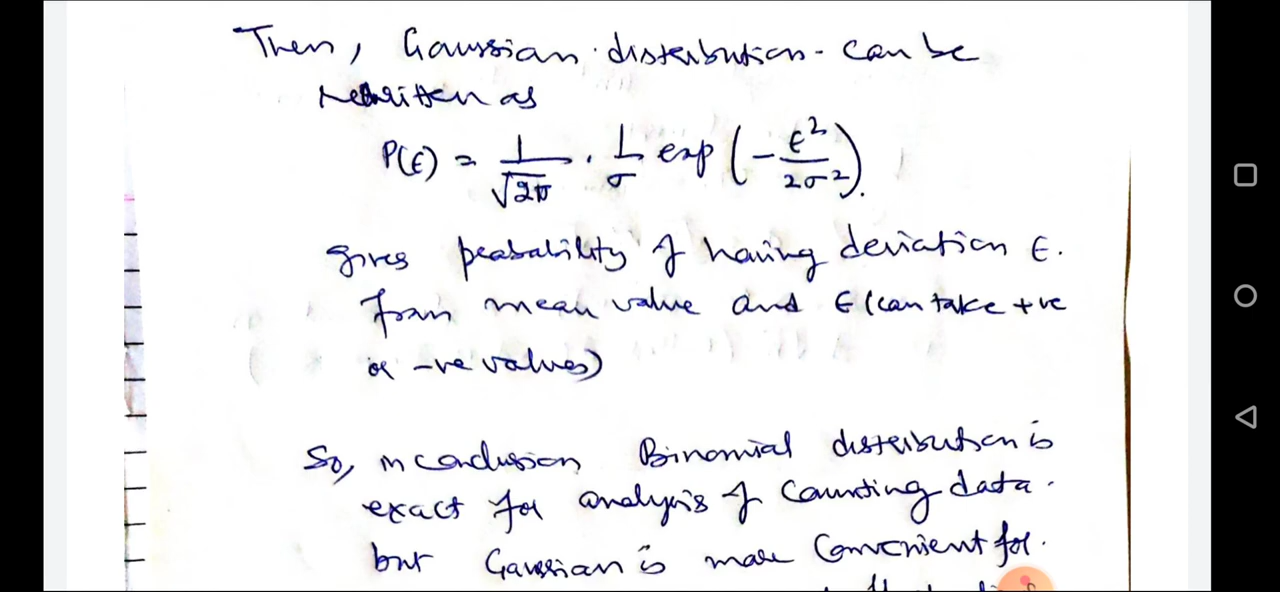 Then, Gaussian distribution can be
rewritten as
P(ϵ) = 1/√2π · 1/σ exp (-ϵ²/2σ²).
gives probability of having deviation ϵ.
from mean value and ϵ (can take +ve
or -ve values)
So, in conclusion Binomial distribution is
exact for analysis of counting data.
but Gaussian is more convenient for.